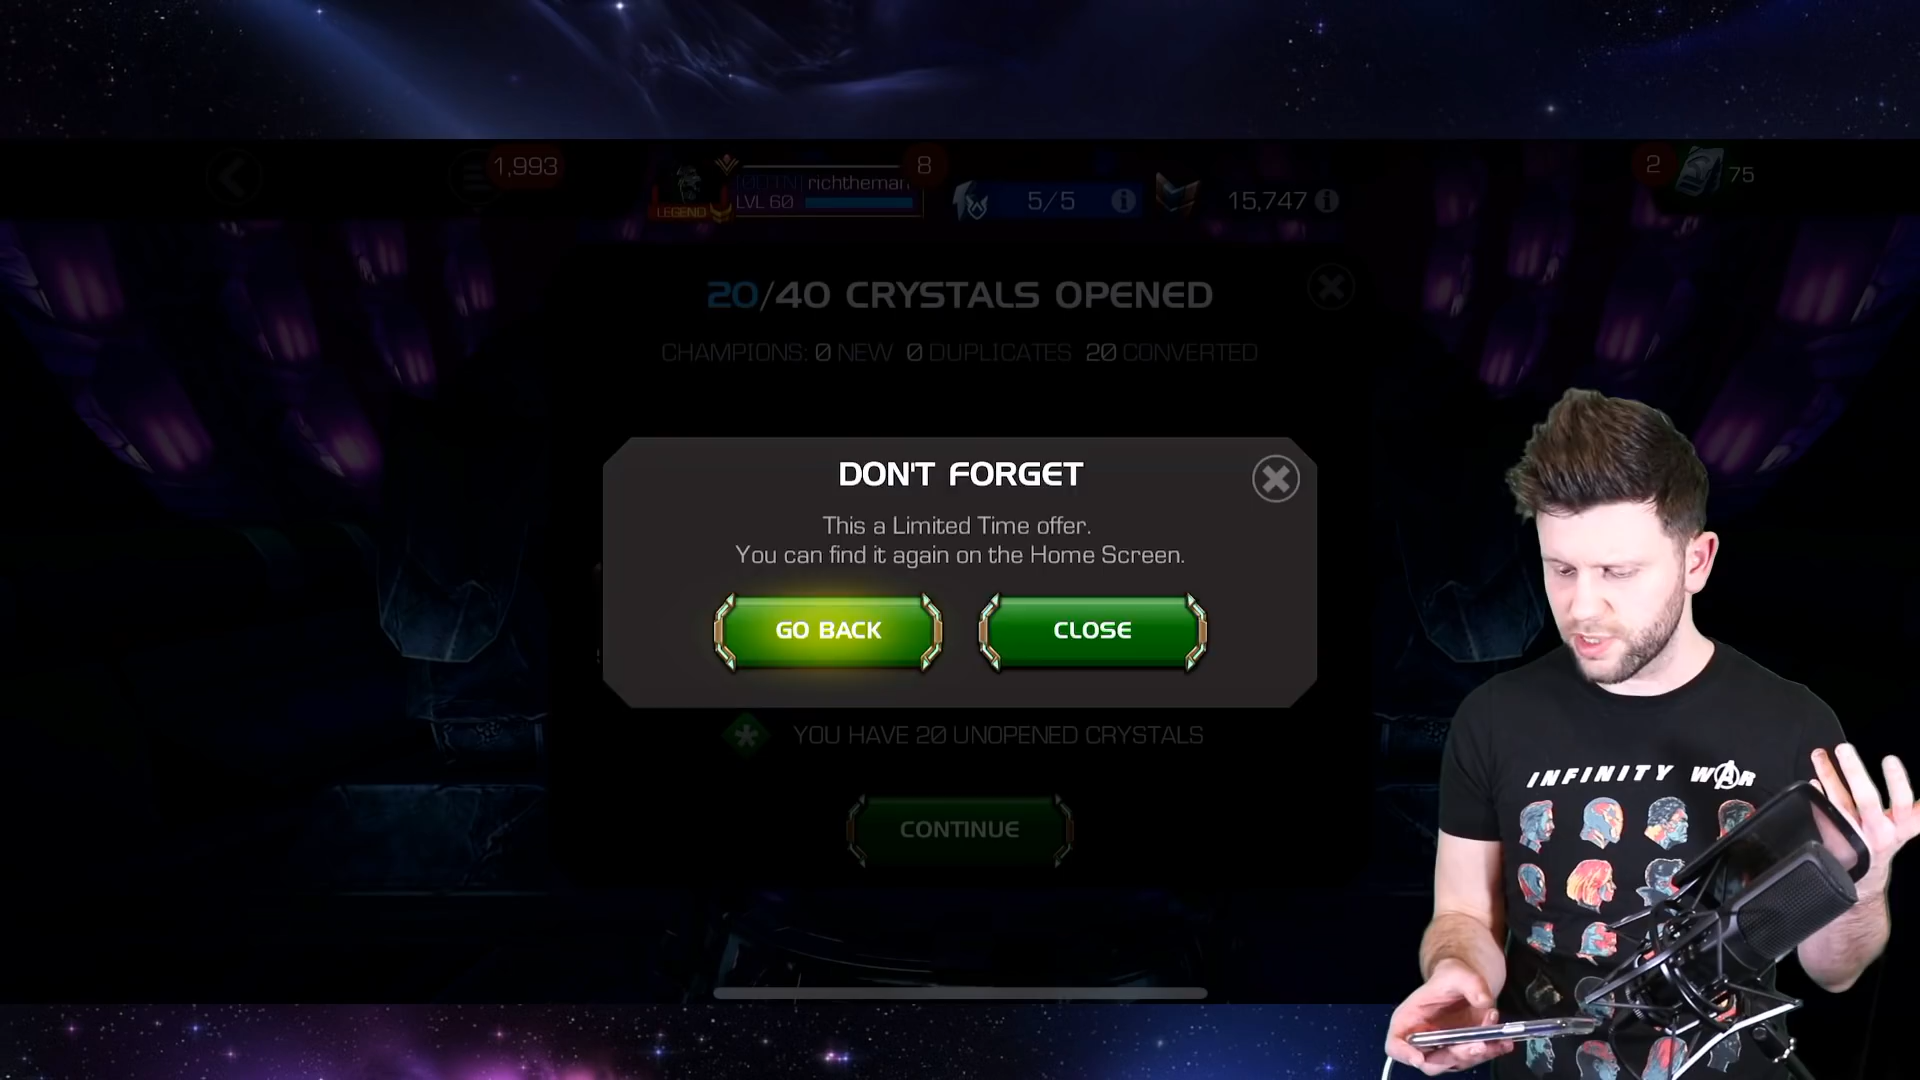 1,993
LEGEND
richtheman
LVL 60
8
5/5
15,747
2
75
20/40 CRYSTALS OPENED
CHAMPIONS: 0 NEW 0 DUPLICATES 20 CONVERTED
DON'T FORGET
This a Limited Time offer.
You can find it again on the Home Screen.
GO BACK
CLOSE
YOU HAVE 20 UNOPENED CRYSTALS
CONTINUE
INFINITY WAR